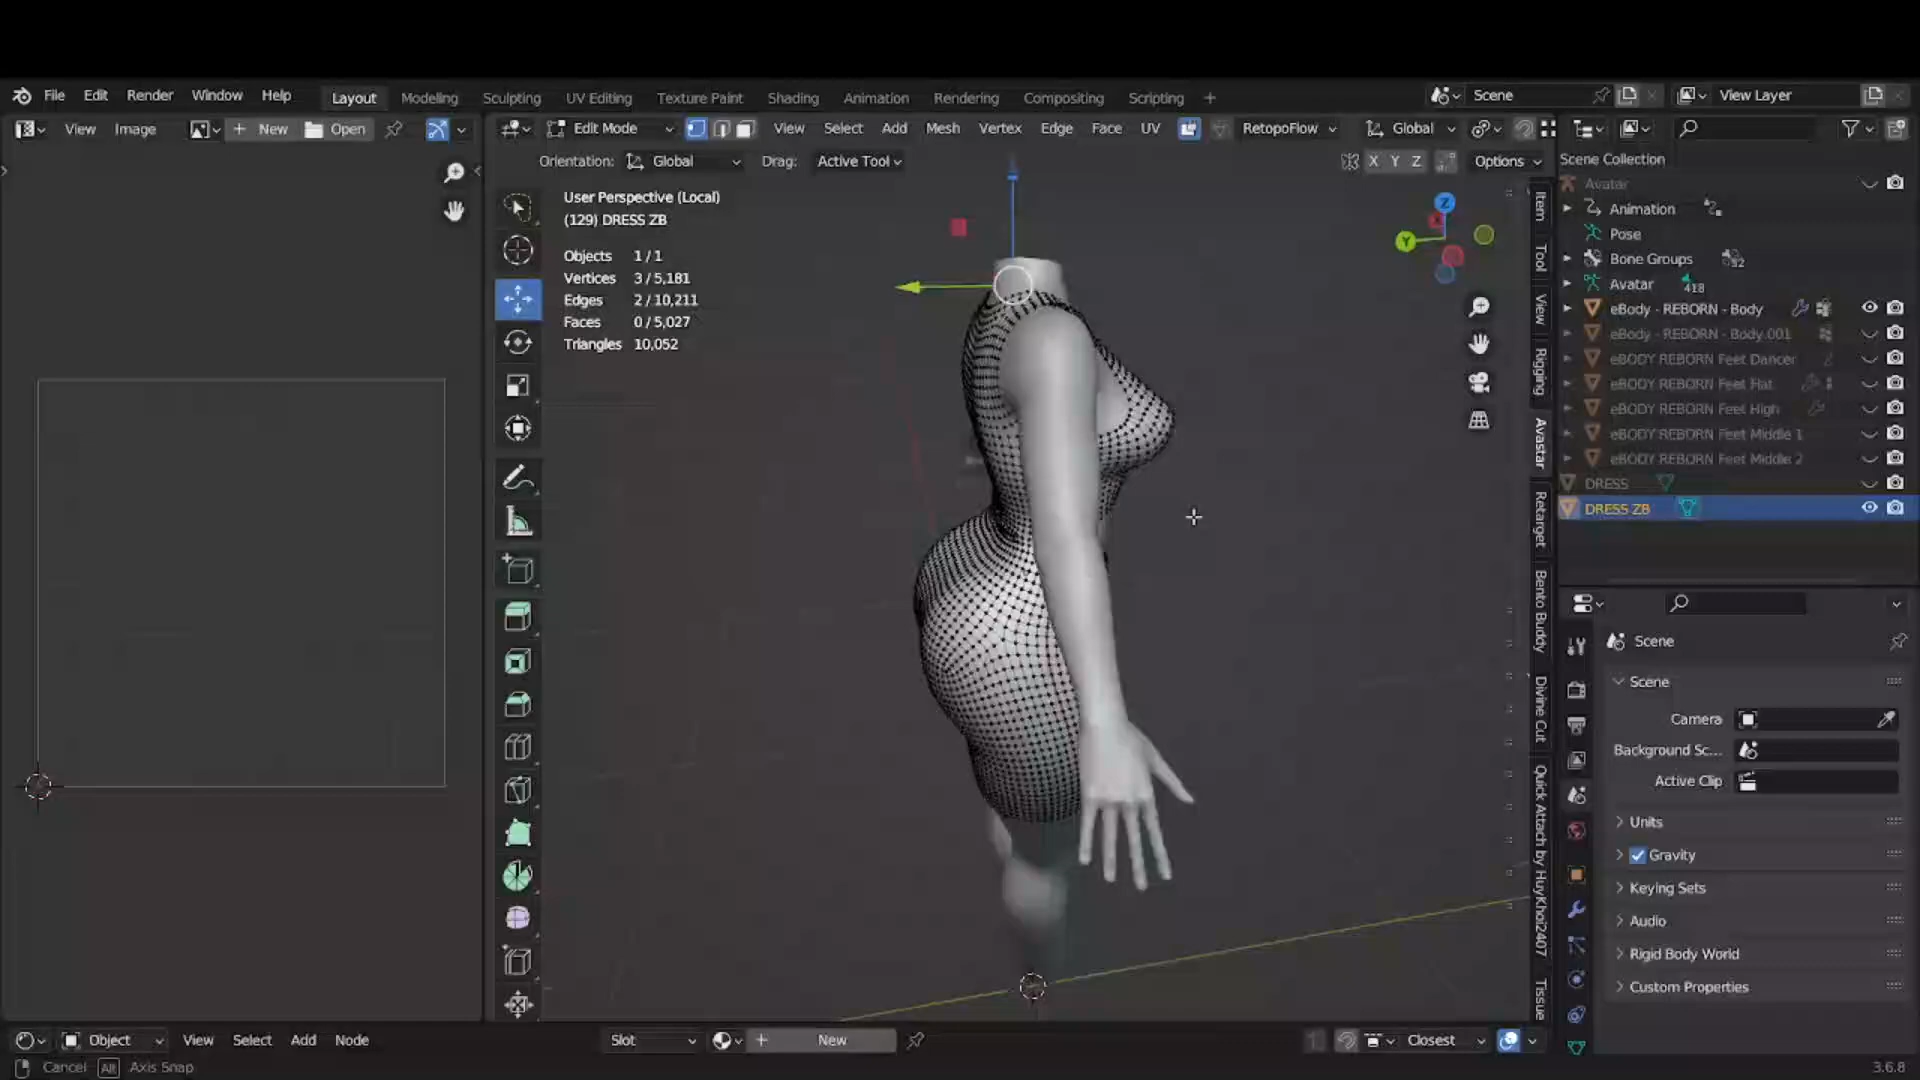 File Edit Render Window Help Layout Modeling Sculpting UV Editing Texture Paint Shading Animation Rendering Compositing Scripting + Scene View Layer
View Image New Open Edit Mode View Select Add Mesh Vertex Edge Face UV RetopoFlow Global
Orientation: Global Drag: Active Tool X Y Z Options
Scene Collection
Avatar
Animation
Pose
Bone Groups 32
Avatar 418
eBody - REBORN - Body
eBody - REBORN - Body.001
eBODY REBORN Feet Dancer
eBODY REBORN Feet Flat
eBODY REBORN Feet High
eBODY REBORN Feet Middle 1
eBODY REBORN Feet Middle 2
DRESS
DRESS ZB
User Perspective (Local)
(129) DRESS ZB
Objects 1 / 1
Vertices 3 / 5,181
Edges 2 / 10,211
Faces 0 / 5,027
Triangles 10,052
Z
Y
Item
Tool
View
Rigging
Avastar
Retarget
Bento Buddy
Divine Cut
Quick Attach by HuyKhoi2407
Tissue
Scene
Scene
Camera
Background Sc...
Active Clip
Units
Gravity
Keying Sets
Audio
Rigid Body World
Custom Properties
Object View Select Add Node Slot New Closest
Cancel Alt Axis Snap 3.6.8